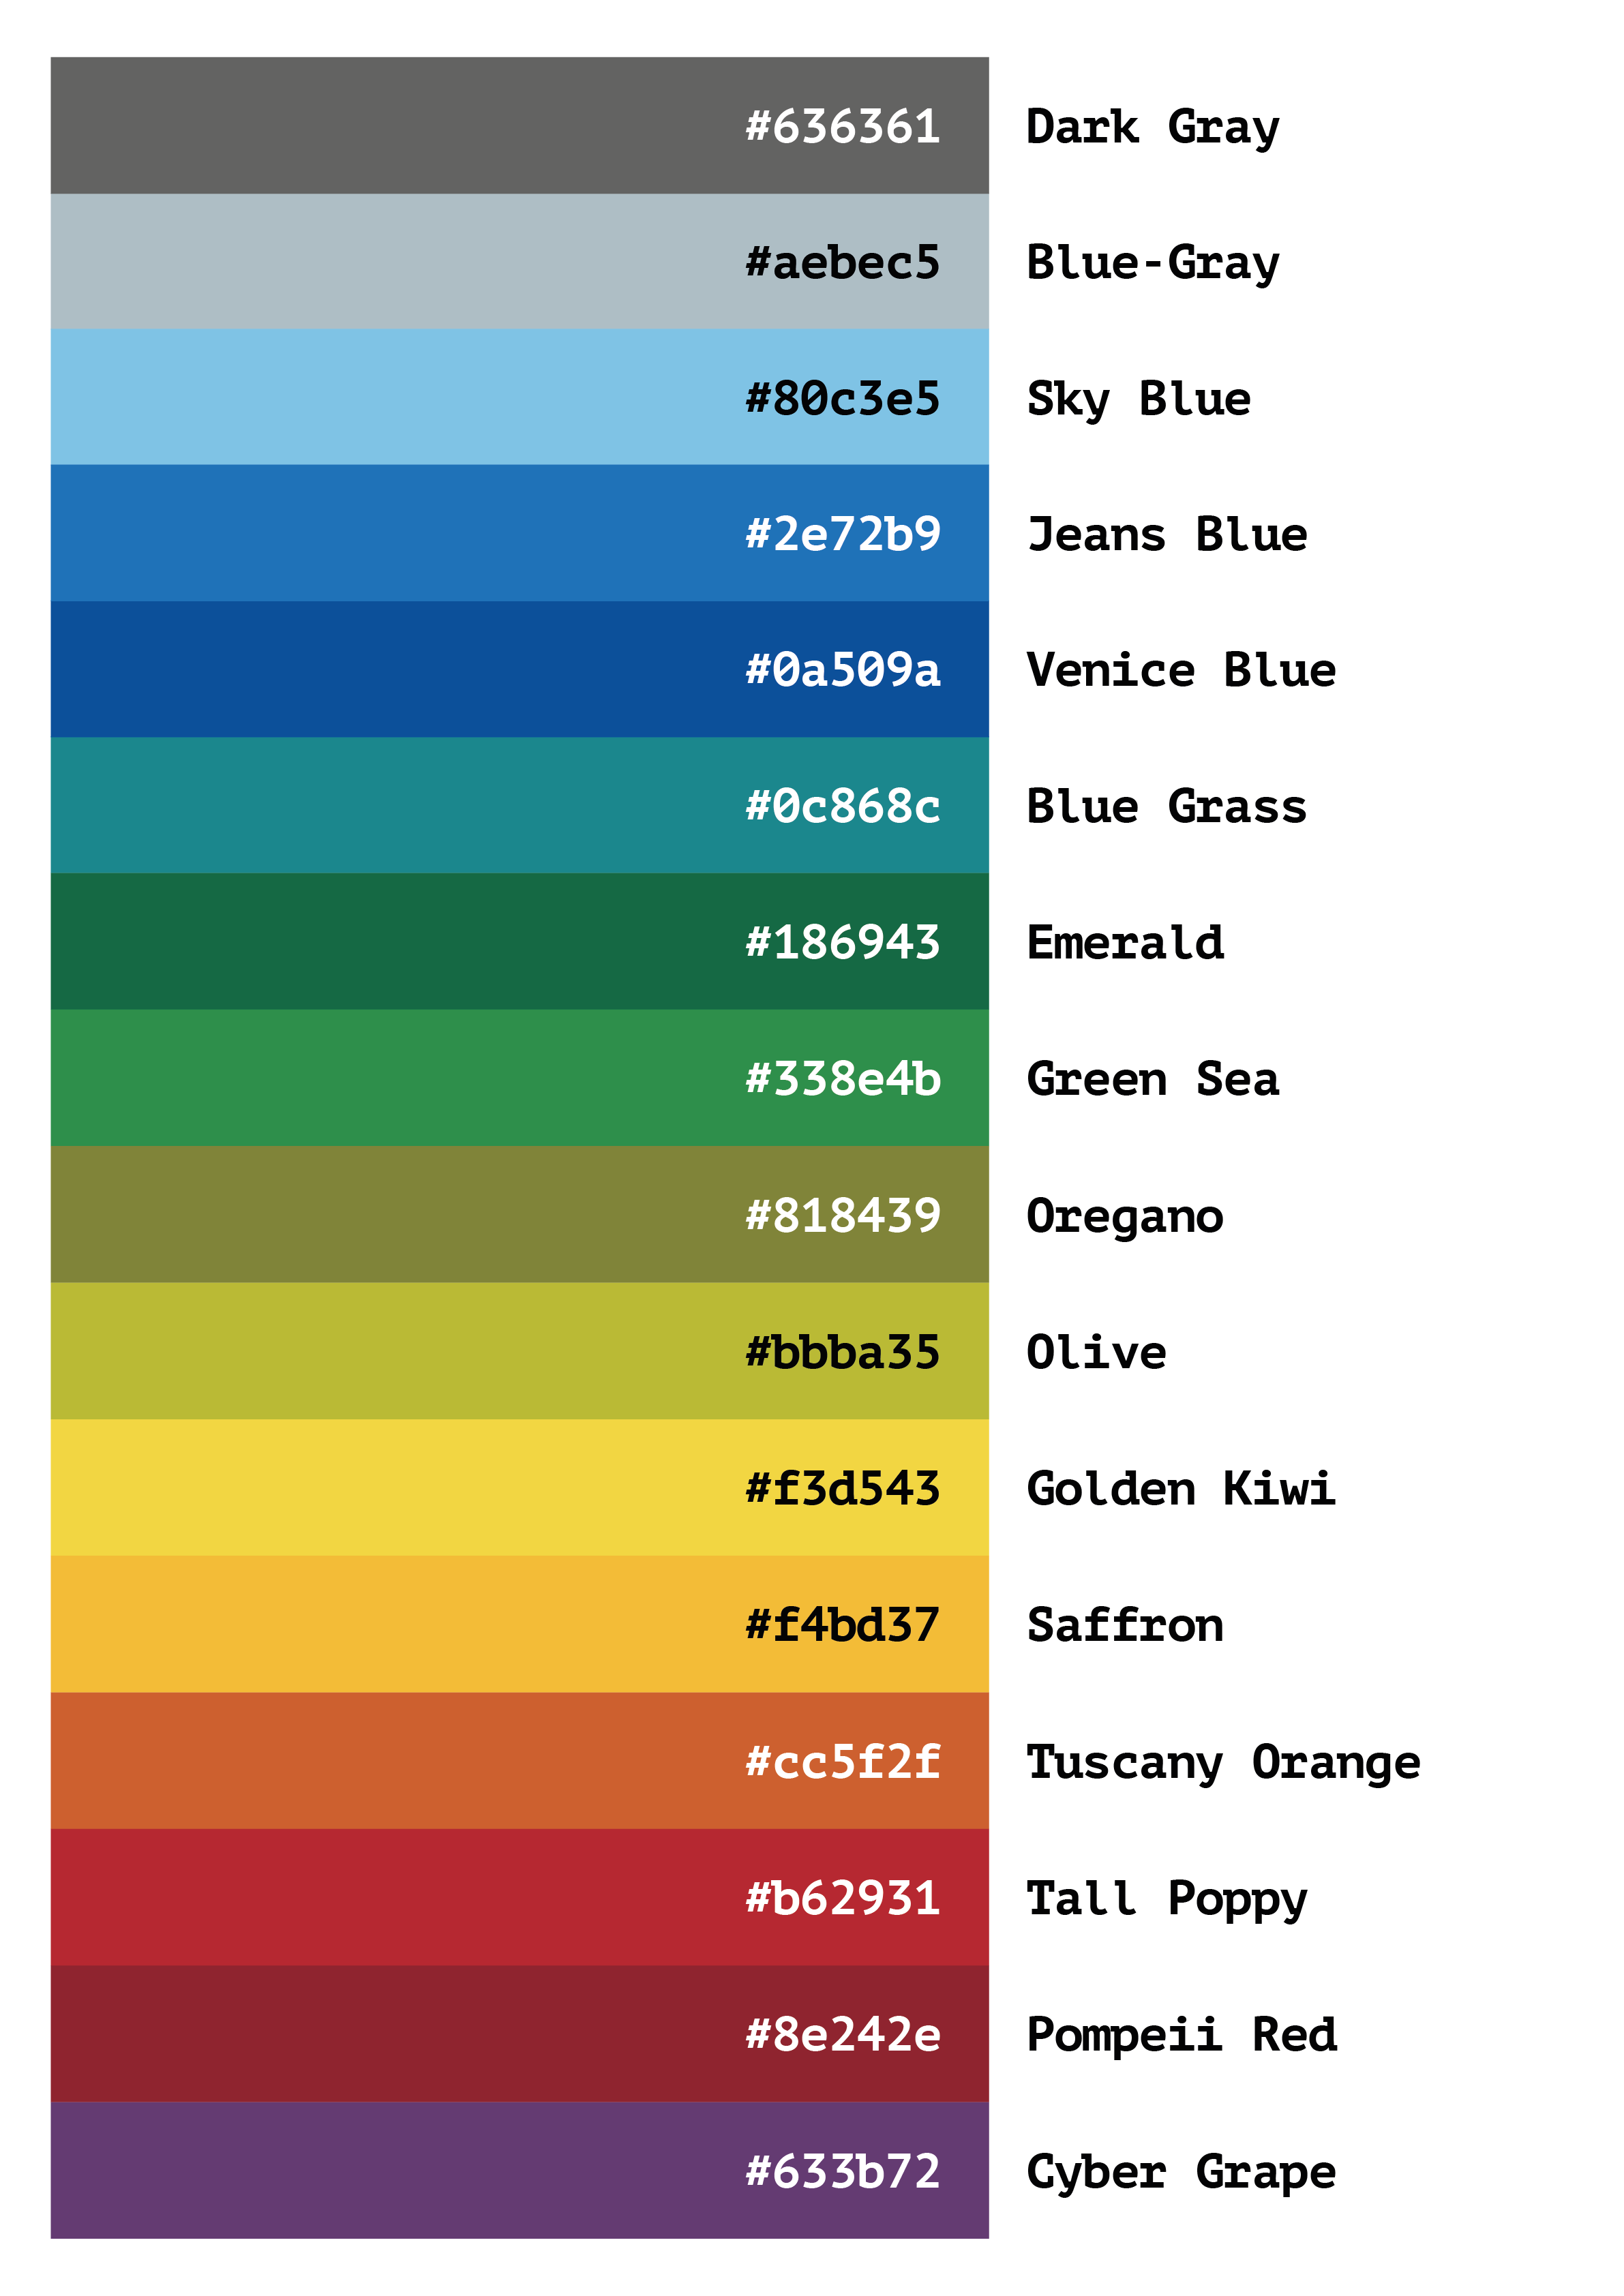 #636361 Dark Gray
#aebec5 Blue-Gray
#80c3e5 Sky Blue
#2e72b9 Jeans Blue
#0a509a Venice Blue
#0c868c Blue Grass
#186943 Emerald
#338e4b Green Sea
#818439 Oregano
#bbba35 Olive
#f3d543 Golden Kiwi
#f4bd37 Saffron
#cc5f2f Tuscany Orange
#b62931 Tall Poppy
#8e242e Pompeii Red
#633b72 Cyber Grape